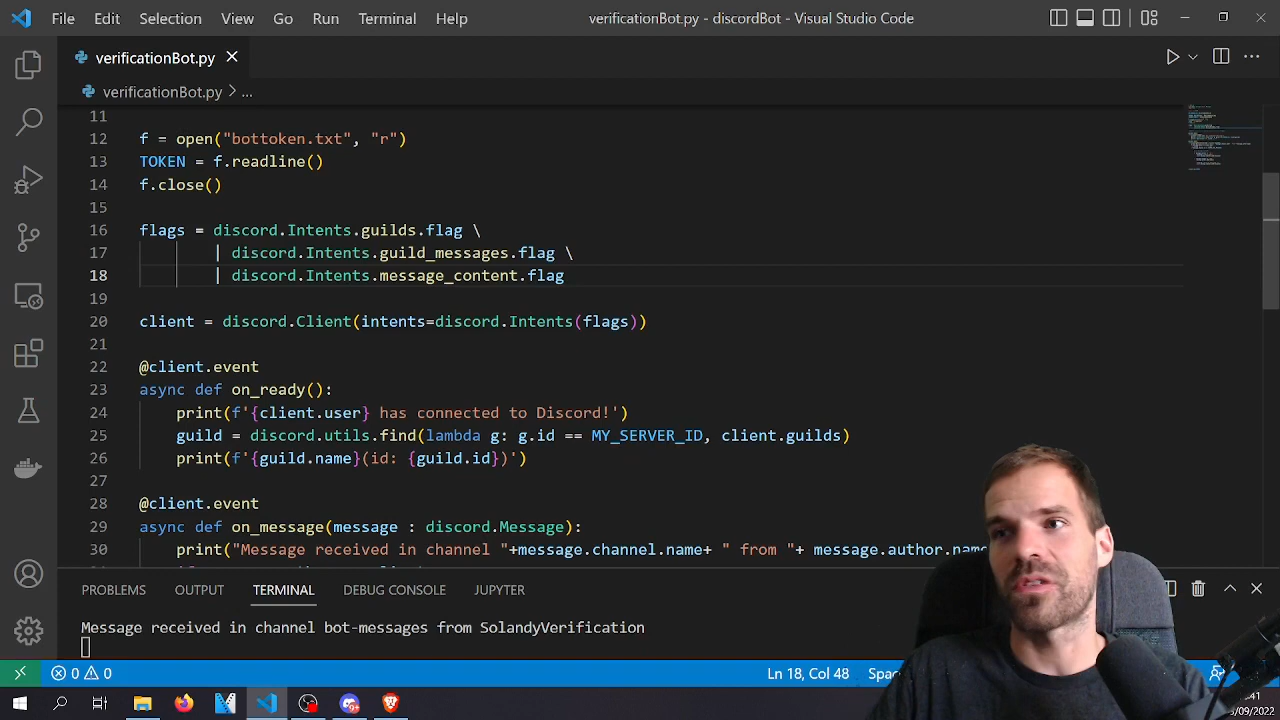 File Edit Selection View Go Run Terminal Help verificationBot.py - discordBot - Visual Studio Code
verificationBot.py
verificationBot.py > ...
11
12 f = open("bottoken.txt", "r")
13 TOKEN = f.readline()
14 f.close()
15
16 flags = discord.Intents.guilds.flag \
17 | discord.Intents.guild_messages.flag \
18 | discord.Intents.message_content.flag
19
20 client = discord.Client(intents=discord.Intents(flags))
21
22 @client.event
23 async def on_ready():
24 print(f'{client.user} has connected to Discord!')
25 guild = discord.utils.find(lambda g: g.id == MY_SERVER_ID, client.guilds)
26 print(f'{guild.name}(id: {guild.id})')
27
28 @client.event
29 async def on_message(message : discord.Message):
30 print("Message received in channel "+message.channel.name+ " from "+ message.author.name
PROBLEMS OUTPUT TERMINAL DEBUG CONSOLE JUPYTER
Message received in channel bot-messages from SolandyVerification
0 0 Ln 18, Col 48
/09/2022